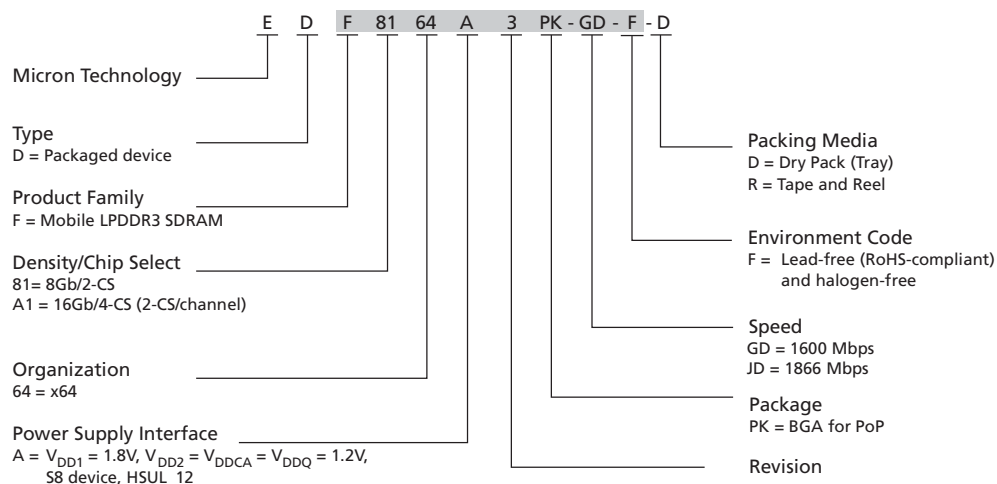 E D F 81 64 A 3 PK - GD - F - D
Micron Technology
Type
D = Packaged device
Product Family
F = Mobile LPDDR3 SDRAM
Density/Chip Select
81= 8Gb/2-CS
A1 = 16Gb/4-CS (2-CS/channel)
Organization
64 = x64
Power Supply Interface
A = VDD1 = 1.8V, VDD2 = VDDCA = VDDQ = 1.2V,
S8 device, HSUL_12
Packing Media
D = Dry Pack (Tray)
R = Tape and Reel
Environment Code
F = Lead-free (RoHS-compliant)
and halogen-free
Speed
GD = 1600 Mbps
JD = 1866 Mbps
Package
PK = BGA for PoP
Revision